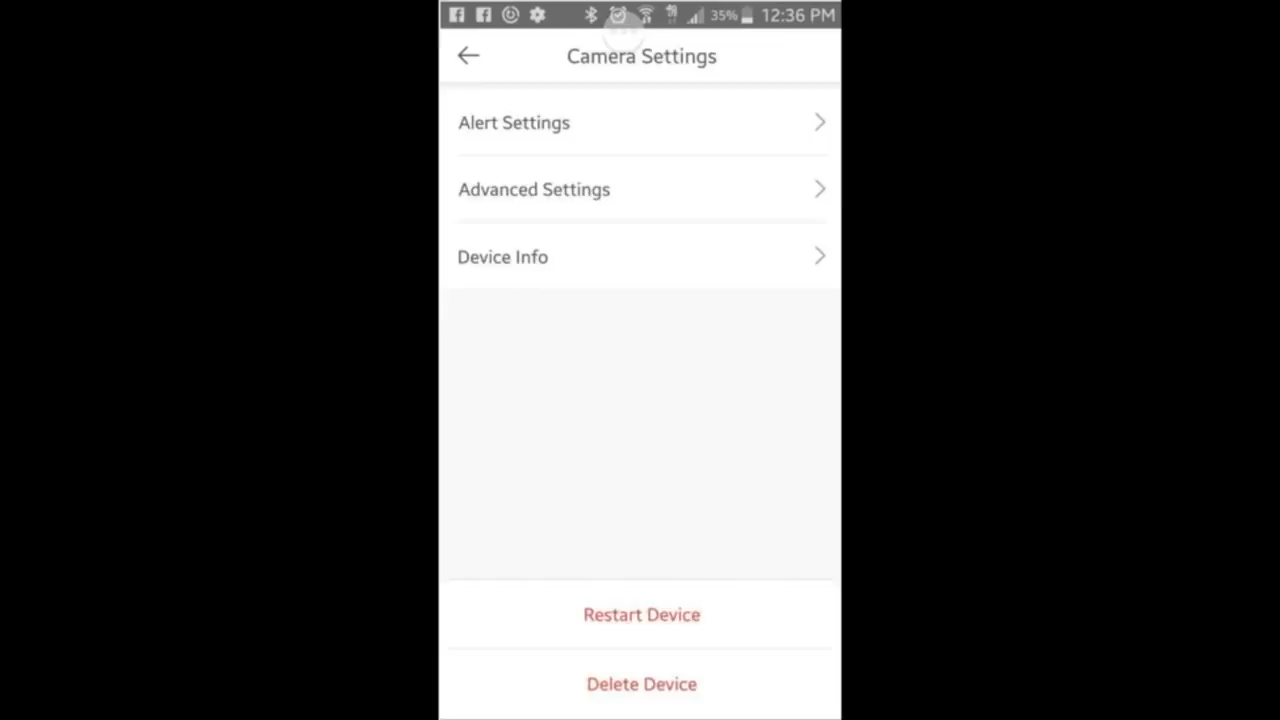 35% 12:36 PM
Camera Settings
Alert Settings
Advanced Settings
Device Info
Restart Device
Delete Device